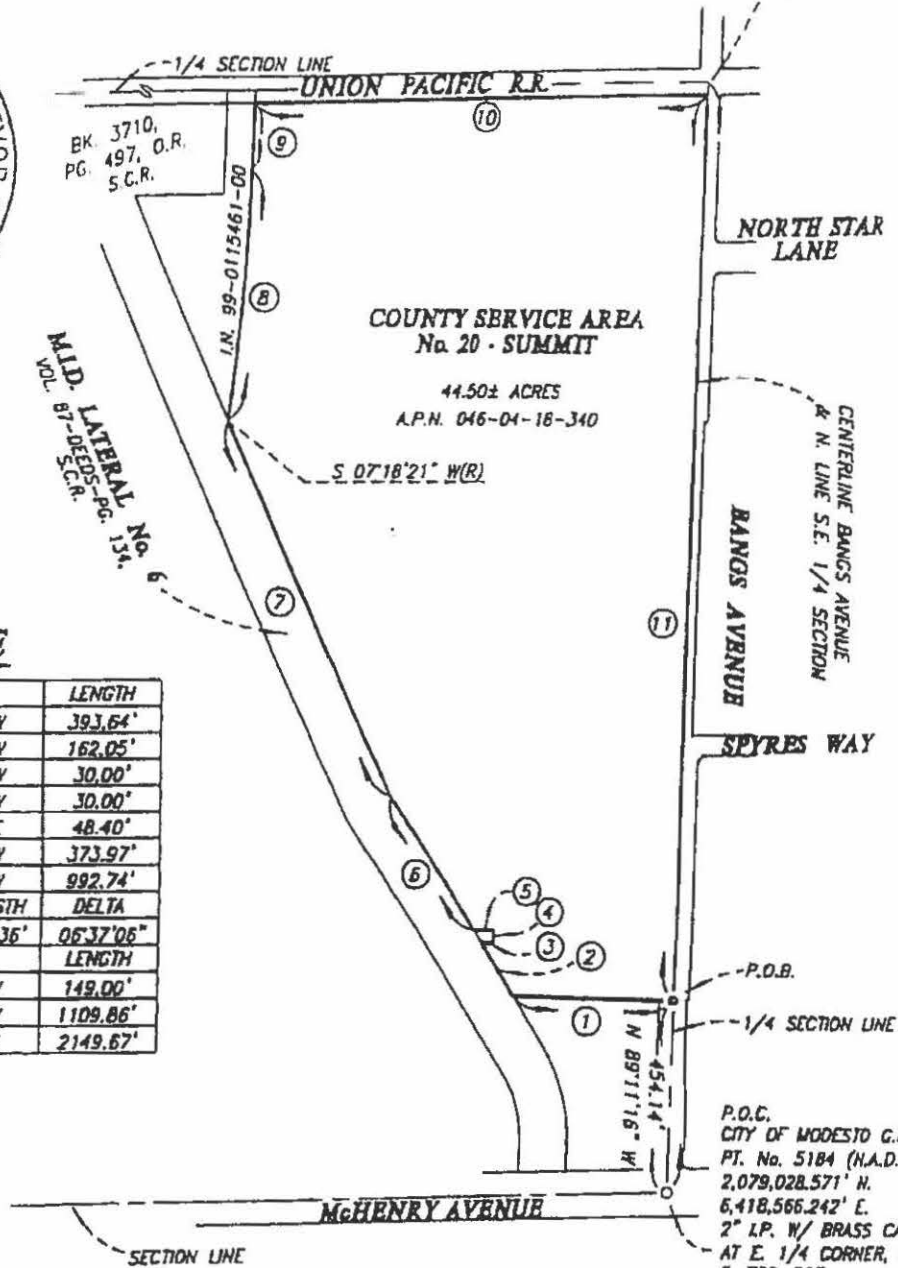 1/4 SECTION LINE
UNION PACIFIC R.R.
BK. 3710,
PG. 497, O.R.
S.C.R.
9
10
I.N. 99-0115461-00
NORTH STAR
LANE
8
COUNTY SERVICE AREA
No. 20 - SUMMIT
44.50± ACRES
A.P.N. 046-04-18-340
M.I.D. LATERAL No. 6
VOL. 87-DEEDS-PG. 134.
S.C.R.
S 07°18'21" W(R)
CENTERLINE BANGS AVENUE
& N. LINE S.E. 1/4 SECTION
BANGS AVENUE
7
11
LENGTH
393.64'
162.05'
30.00'
30.00'
48.40'
373.97'
992.74'
DELTA
06°37'06"
LENGTH
149.00'
1109.86'
2149.67'
SPYRES WAY
6
5
4
3
2
P.O.B.
1
1/4 SECTION LINE
N 89°11'16" W
454.14'
P.O.C.
CITY OF MODESTO G.
PT. No. 5184 (N.A.D.
2,079,028.571' N.
6,418,566.242' E.
2" I.P. W/ BRASS
AT E. 1/4 CORNER,
McHENRY AVENUE
SECTION LINE